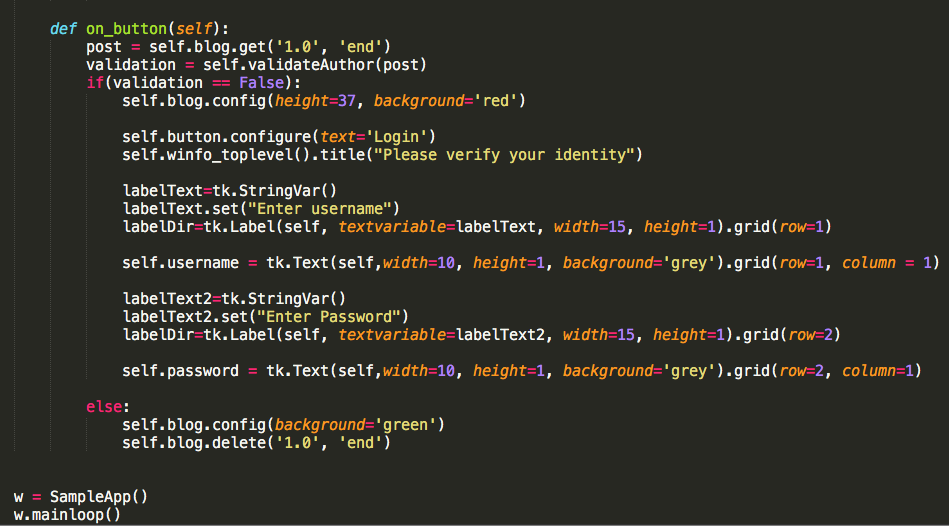 def on_button(self):
post = self.blog.get('1.0', 'end')
validation = self.validateAuthor(post)
if(validation == False):
self.blog.config(height=37, background='red')
self.button.configure(text='Login')
self.winfo_toplevel().title("Please verify your identity")
labelText=tk.StringVar()
labelText.set("Enter username")
labelDir=tk.Label(self, textvariable=labelText, width=15, height=1).grid(row=1)
self.username = tk.Text(self,width=10, height=1, background='grey').grid(row=1, column = 1)
labelText2=tk.StringVar()
labelText2.set("Enter Password")
labelDir=tk.Label(self, textvariable=labelText2, width=15, height=1).grid(row=2)
self.password = tk.Text(self,width=10, height=1, background='grey').grid(row=2, column=1)
else:
self.blog.config(background='green')
self.blog.delete('1.0', 'end')
w = SampleApp()
w.mainloop()